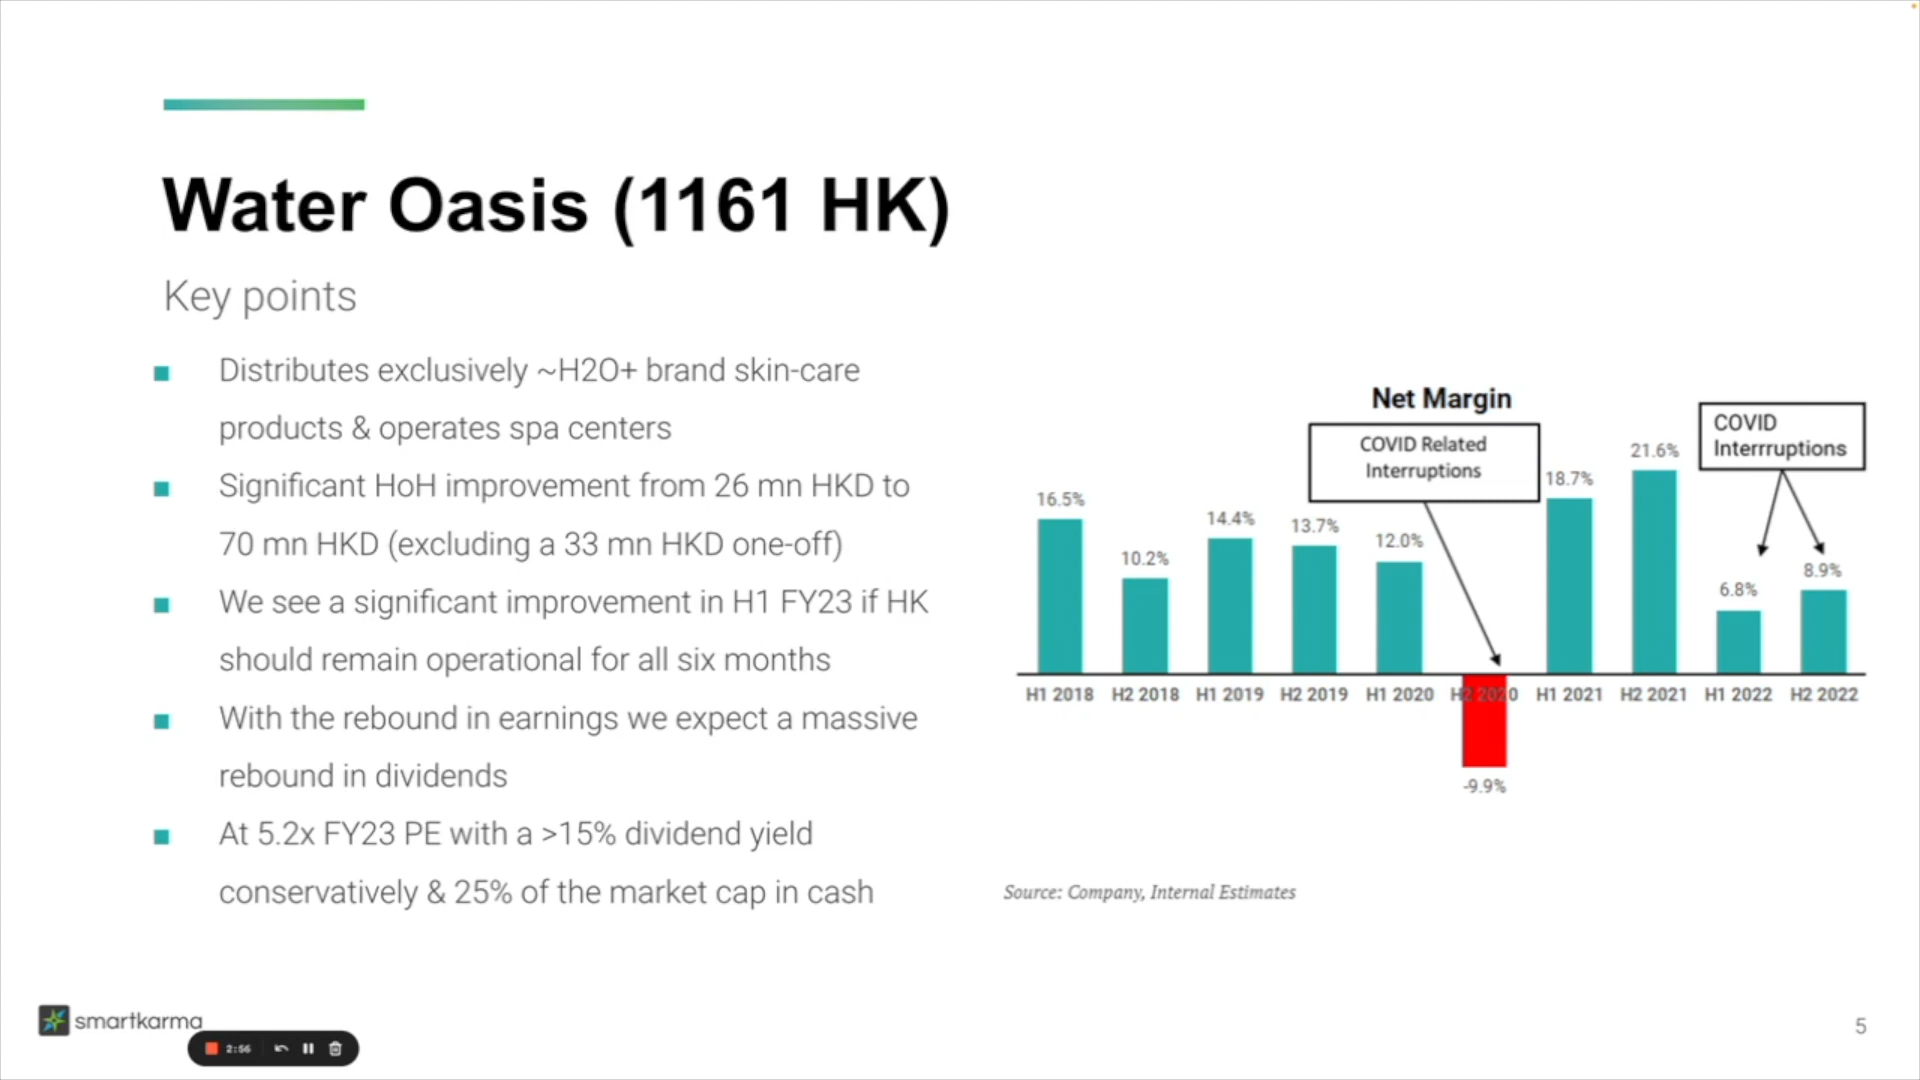 Water Oasis (1161 HK)
Key points
Distributes exclusively ~H2O+ brand skin-care
products & operates spa centers
Significant HoH improvement from 26 mn HKD to
70 mn HKD (excluding a 33 mn HKD one-off)
We see a significant improvement in H1 FY23 if HK
should remain operational for all six months
With the rebound in earnings we expect a massive
rebound in dividends
At 5.2x FY23 PE with a >15% dividend yield
conservatively & 25% of the market cap in cash
Net Margin
COVID Related
Interruptions
COVID
Interrruptions
16.5%
10.2%
14.4%
13.7%
12.0%
-9.9%
18.7%
21.6%
6.8%
8.9%
H1 2018 H2 2018 H1 2019 H2 2019 H1 2020 H2 2020 H1 2021 H2 2021 H1 2022 H2 2022
Source: Company, Internal Estimates
smartkarma
2:56
5